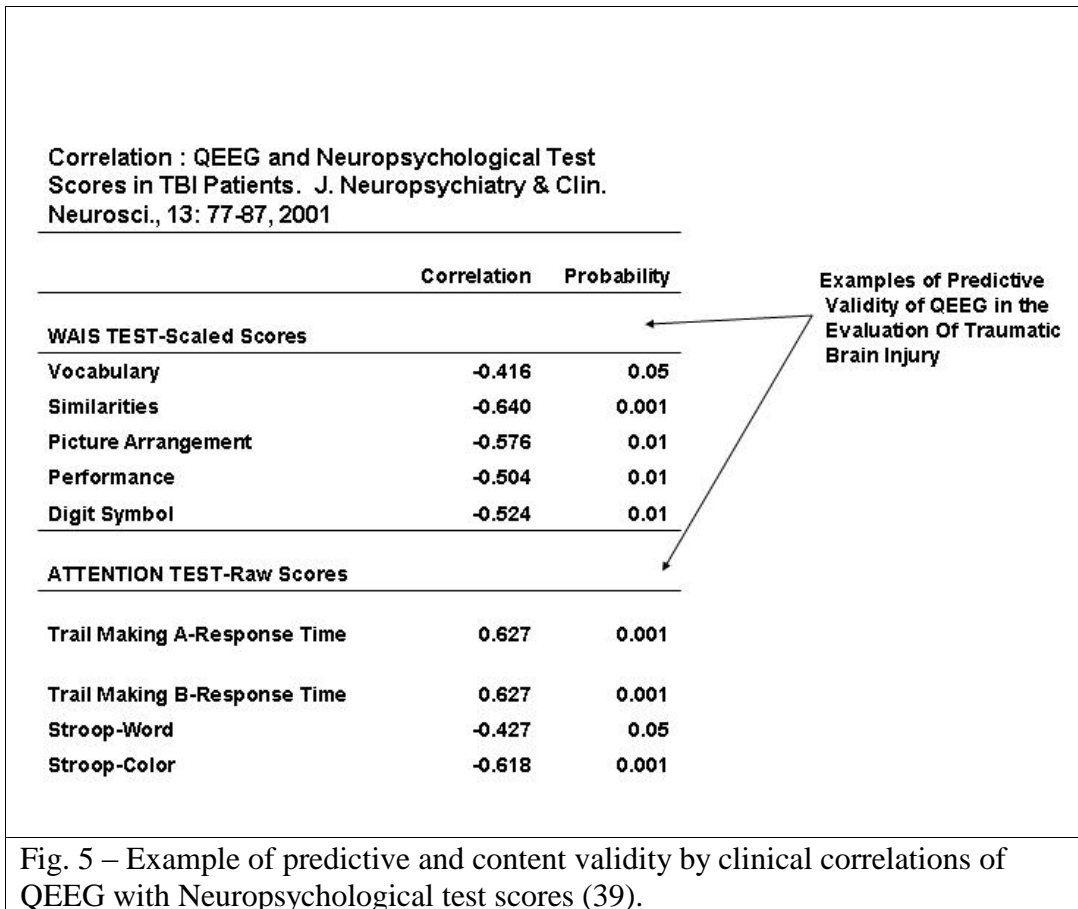 Correlation : QEEG and Neuropsychological Test
Scores in TBI Patients. J. Neuropsychiatry & Clin.
Neurosci., 13: 77-87, 2001
Correlation Probability
WAIS TEST-Scaled Scores
Vocabulary -0.416 0.05
Similarities -0.640 0.001
Picture Arrangement -0.576 0.01
Performance -0.504 0.01
Digit Symbol -0.524 0.01
ATTENTION TEST-Raw Scores
Trail Making A-Response Time 0.627 0.001
Trail Making B-Response Time 0.627 0.001
Stroop-Word -0.427 0.05
Stroop-Color -0.618 0.001
Examples of Predictive
Validity of QEEG in the
Evaluation Of Traumatic
Brain Injury
Fig. 5 – Example of predictive and content validity by clinical correlations of
QEEG with Neuropsychological test scores (39).